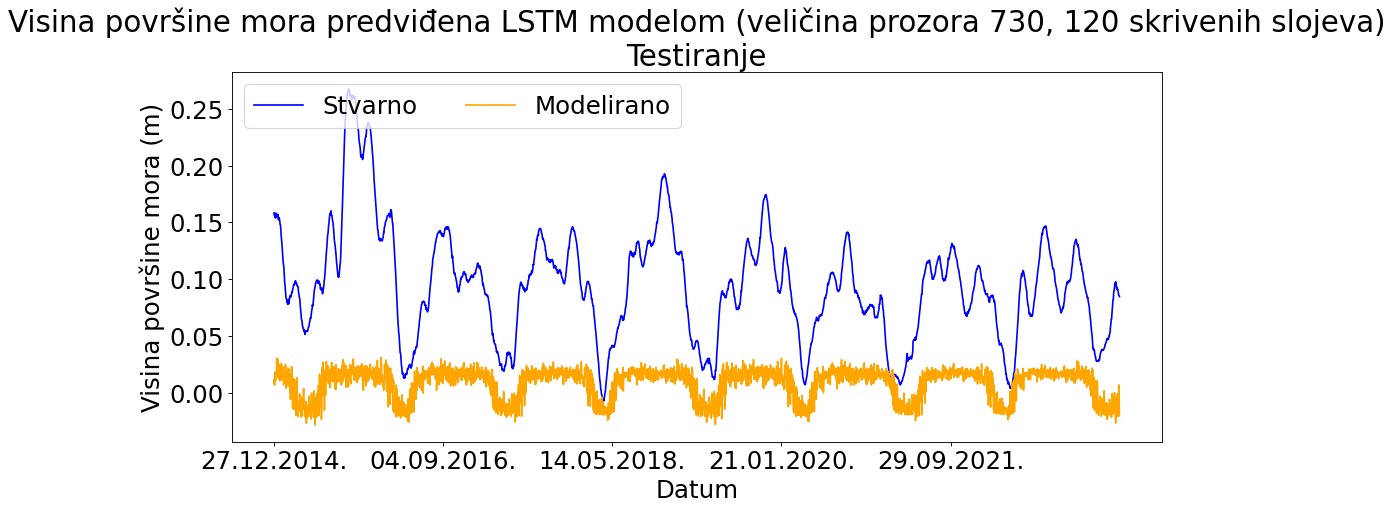 Visina površine mora predviđena LSTM modelom (veličina prozora 730, 120 skrivenih slojeva)
Testiranje
Stvarno
Modelirano
Visina površine mora (m)
0.25
0.20
0.15
0.10
0.05
0.00
27.12.2014.
04.09.2016.
14.05.2018.
21.01.2020.
29.09.2021.
Datum